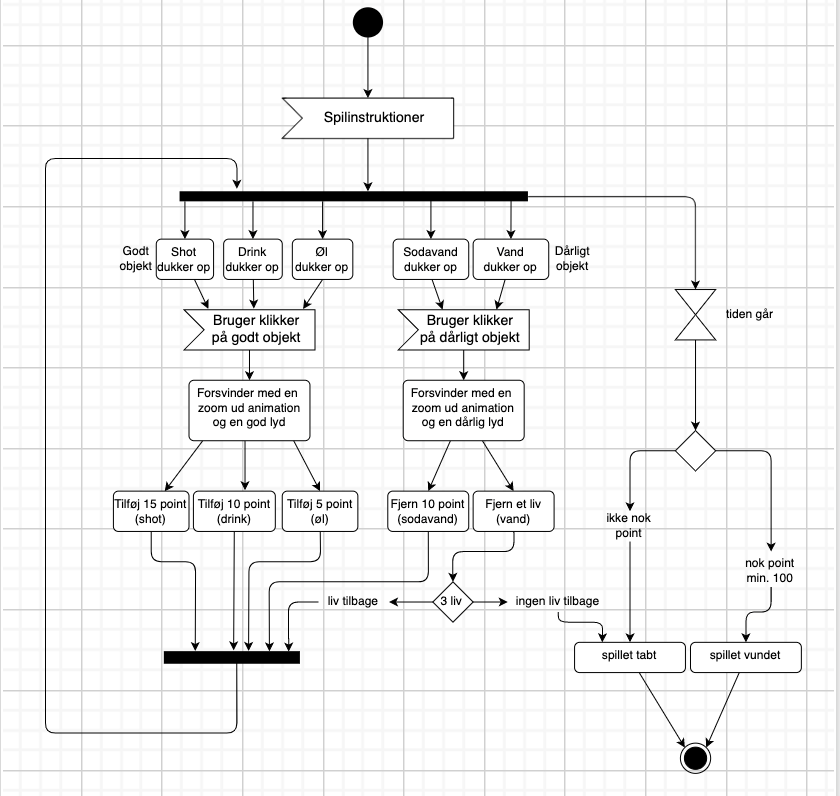 Spilinstruktioner
Godt
objekt
Shot
dukker op
Drink
dukker op
Øl
dukker op
Sodavand
dukker op
Vand
dukker op
Dårligt
objekt
Bruger klikker
på godt objekt
Bruger klikker
på dårligt objekt
tiden går
Forsvinder med en
zoom ud animation
og en god lyd
Forsvinder med en
zoom ud animation
og en dårlig lyd
Tilføj 15 point
(shot)
Tilføj 10 point
(drink)
Tilføj 5 point
(øl)
Fjern 10 point
(sodavand)
Fjern et liv
(vand)
ikke nok
point
nok point
min. 100
liv tilbage
3 liv
ingen liv tilbage
spillet tabt
spillet vundet